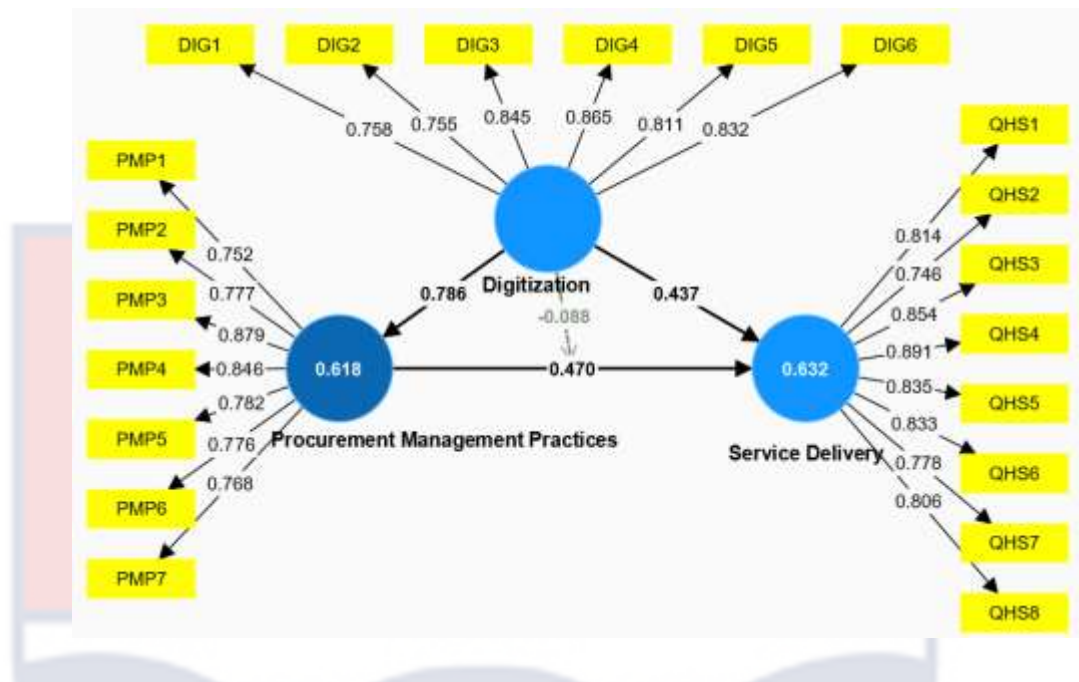 DIG1 DIG2 DIG3 DIG4 DIG5 DIG6
0.758 0.755 0.845 0.865 0.811 0.832
PMP1
PMP2
PMP3
PMP4
PMP5
PMP6
PMP7
0.752
0.777
0.879
0.846
0.782
0.776
0.768
Digitization
0.786
0.437
-0.088
0.618
0.470
0.632
Procurement Management Practices
Service Delivery
0.814
0.746
0.854
0.891
0.835
0.833
0.778
0.806
QHS1
QHS2
QHS3
QHS4
QHS5
QHS6
QHS7
QHS8